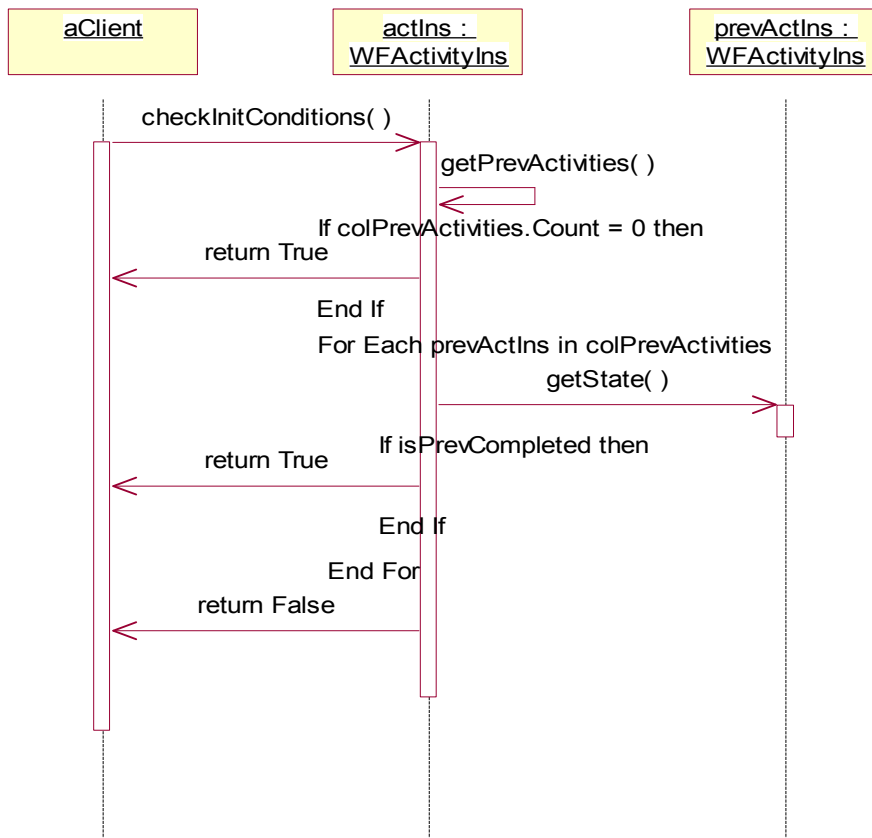 aClient
actIns :
WFActivityIns
prevActIns :
WFActivityIns
checkInitConditions( )
getPrevActivities( )
If colPrevActivities.Count = 0 then
return True
End If
For Each prevActIns in colPrevActivities
getState( )
If isPrevCompleted then
return True
End If
End For
return False